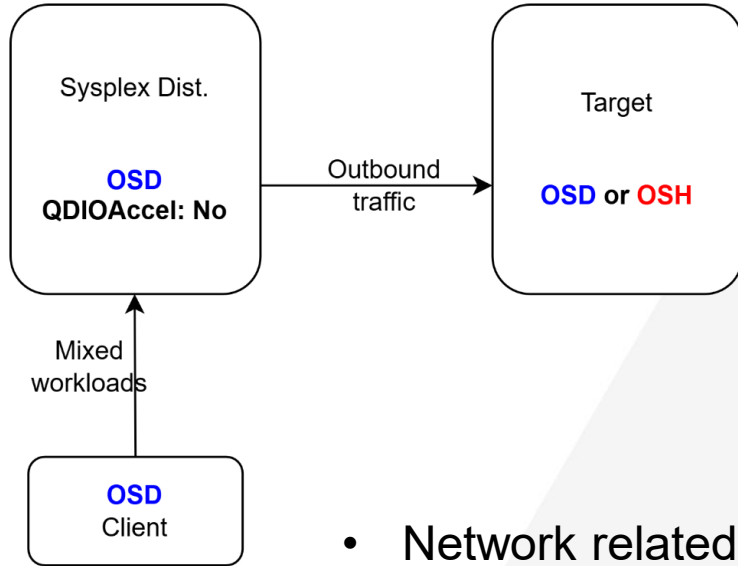 Sysplex Dist.
OSD
QDIOAccel: No
Outbound
traffic
Target
OSD or OSH
Mixed
workloads
OSD
Client
• Network related